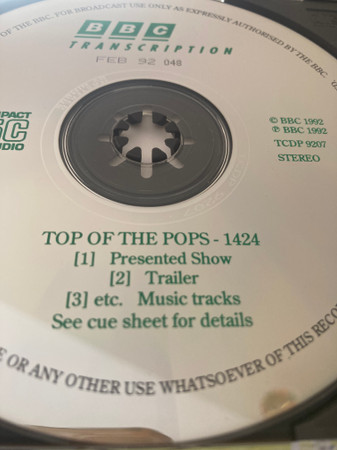 OF THE BBC. FOR BROADCAST USE ONLY AS EXPRESSLY AUTHORISED BY THE BBC.
BBC
TRANSCRIPTION
FEB 92 048
© BBC 1992
℗ BBC 1992
TCDP 9207
STEREO
TOP OF THE POPS - 1424
[1] Presented Show
[2] Trailer
[3] etc. Music tracks
See cue sheet for details
OR ANY OTHER USE WHATSOEVER OF THIS